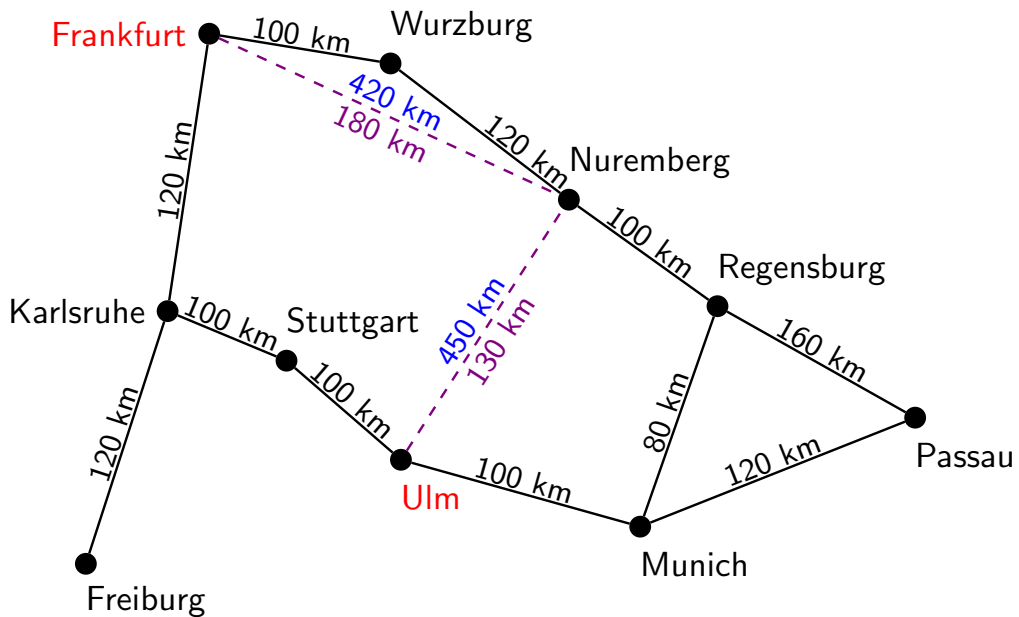 Wurzburg
Frankfurt
100 km
420 km
180 km
120 km
Nuremberg
120 km
100 km
Regensburg
Karlsruhe
100 km
Stuttgart
450 km
130 km
160 km
100 km
80 km
120 km
120 km
100 km
Passau
Ulm
Munich
Freiburg